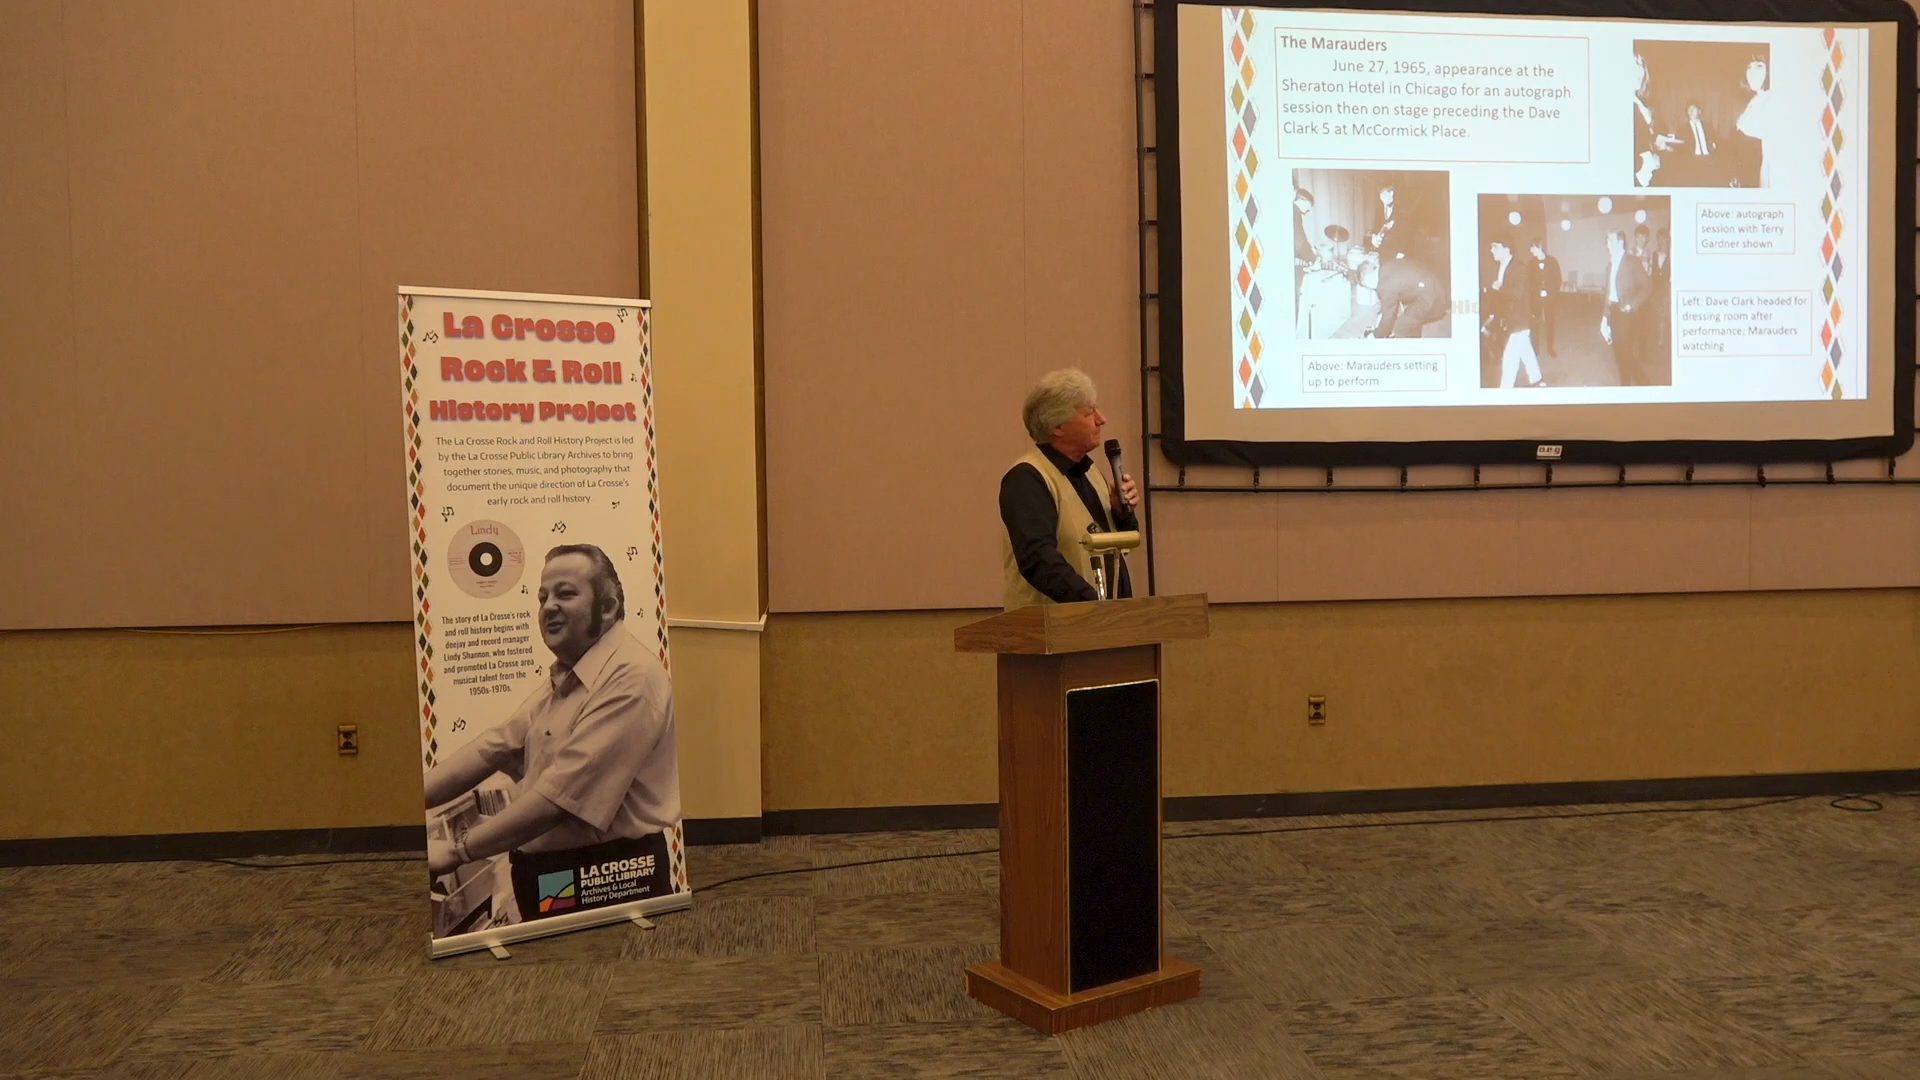 La Crosse
Rock & Roll
History Project
The La Crosse Rock and Roll History Project is led
by the La Crosse Public Library Archives to bring
together stories, music, and photography that
document the unique direction of La Crosse's
early rock and roll history.
Lindy
The story of La Crosse's rock
and roll history begins with
deejay and record manager
Lindy Shannon, who fostered
and promoted La Crosse area
musical talent from the
1950s-1970s.
LA CROSSE
PUBLIC LIBRARY
Archives & Local
History Department
The Marauders
June 27, 1965, appearance at the
Sheraton Hotel in Chicago for an autograph
session then on stage preceding the Dave
Clark 5 at McCormick Place.
Above: autograph
session with Terry
Gardner shown
Left: Dave Clark headed for
dressing room after
performance; Marauders
watching
Above: Marauders setting
up to perform
a.e.g